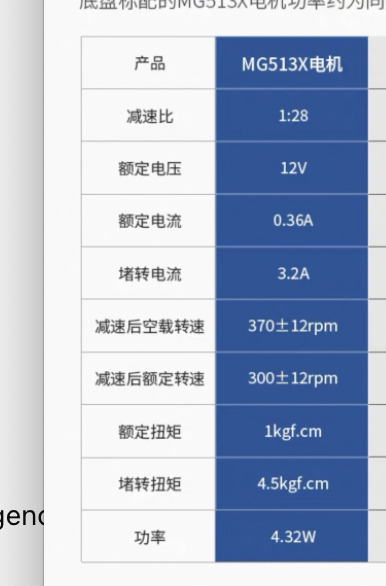 底盘标配的MG513X电机功率约为同
产品 MG513X电机
减速比 1:28
额定电压 12V
额定电流 0.36A
堵转电流 3.2A
减速后空载转速 370±12rpm
减速后额定转速 300±12rpm
额定扭矩 1kgf.cm
堵转扭矩 4.5kgf.cm
功率 4.32W
genc